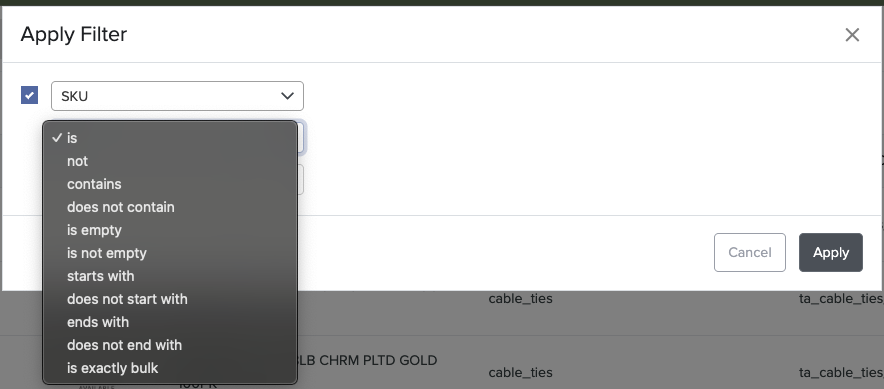 Apply Filter
SKU
✓ is
not
contains
does not contain
is empty
is not empty
starts with
does not start with
ends with
does not end with
is exactly bulk
Cancel
Apply
cable_ties
ta_cable_ties
LB CHRM PLTD GOLD
cable_ties
ta_cable_ties